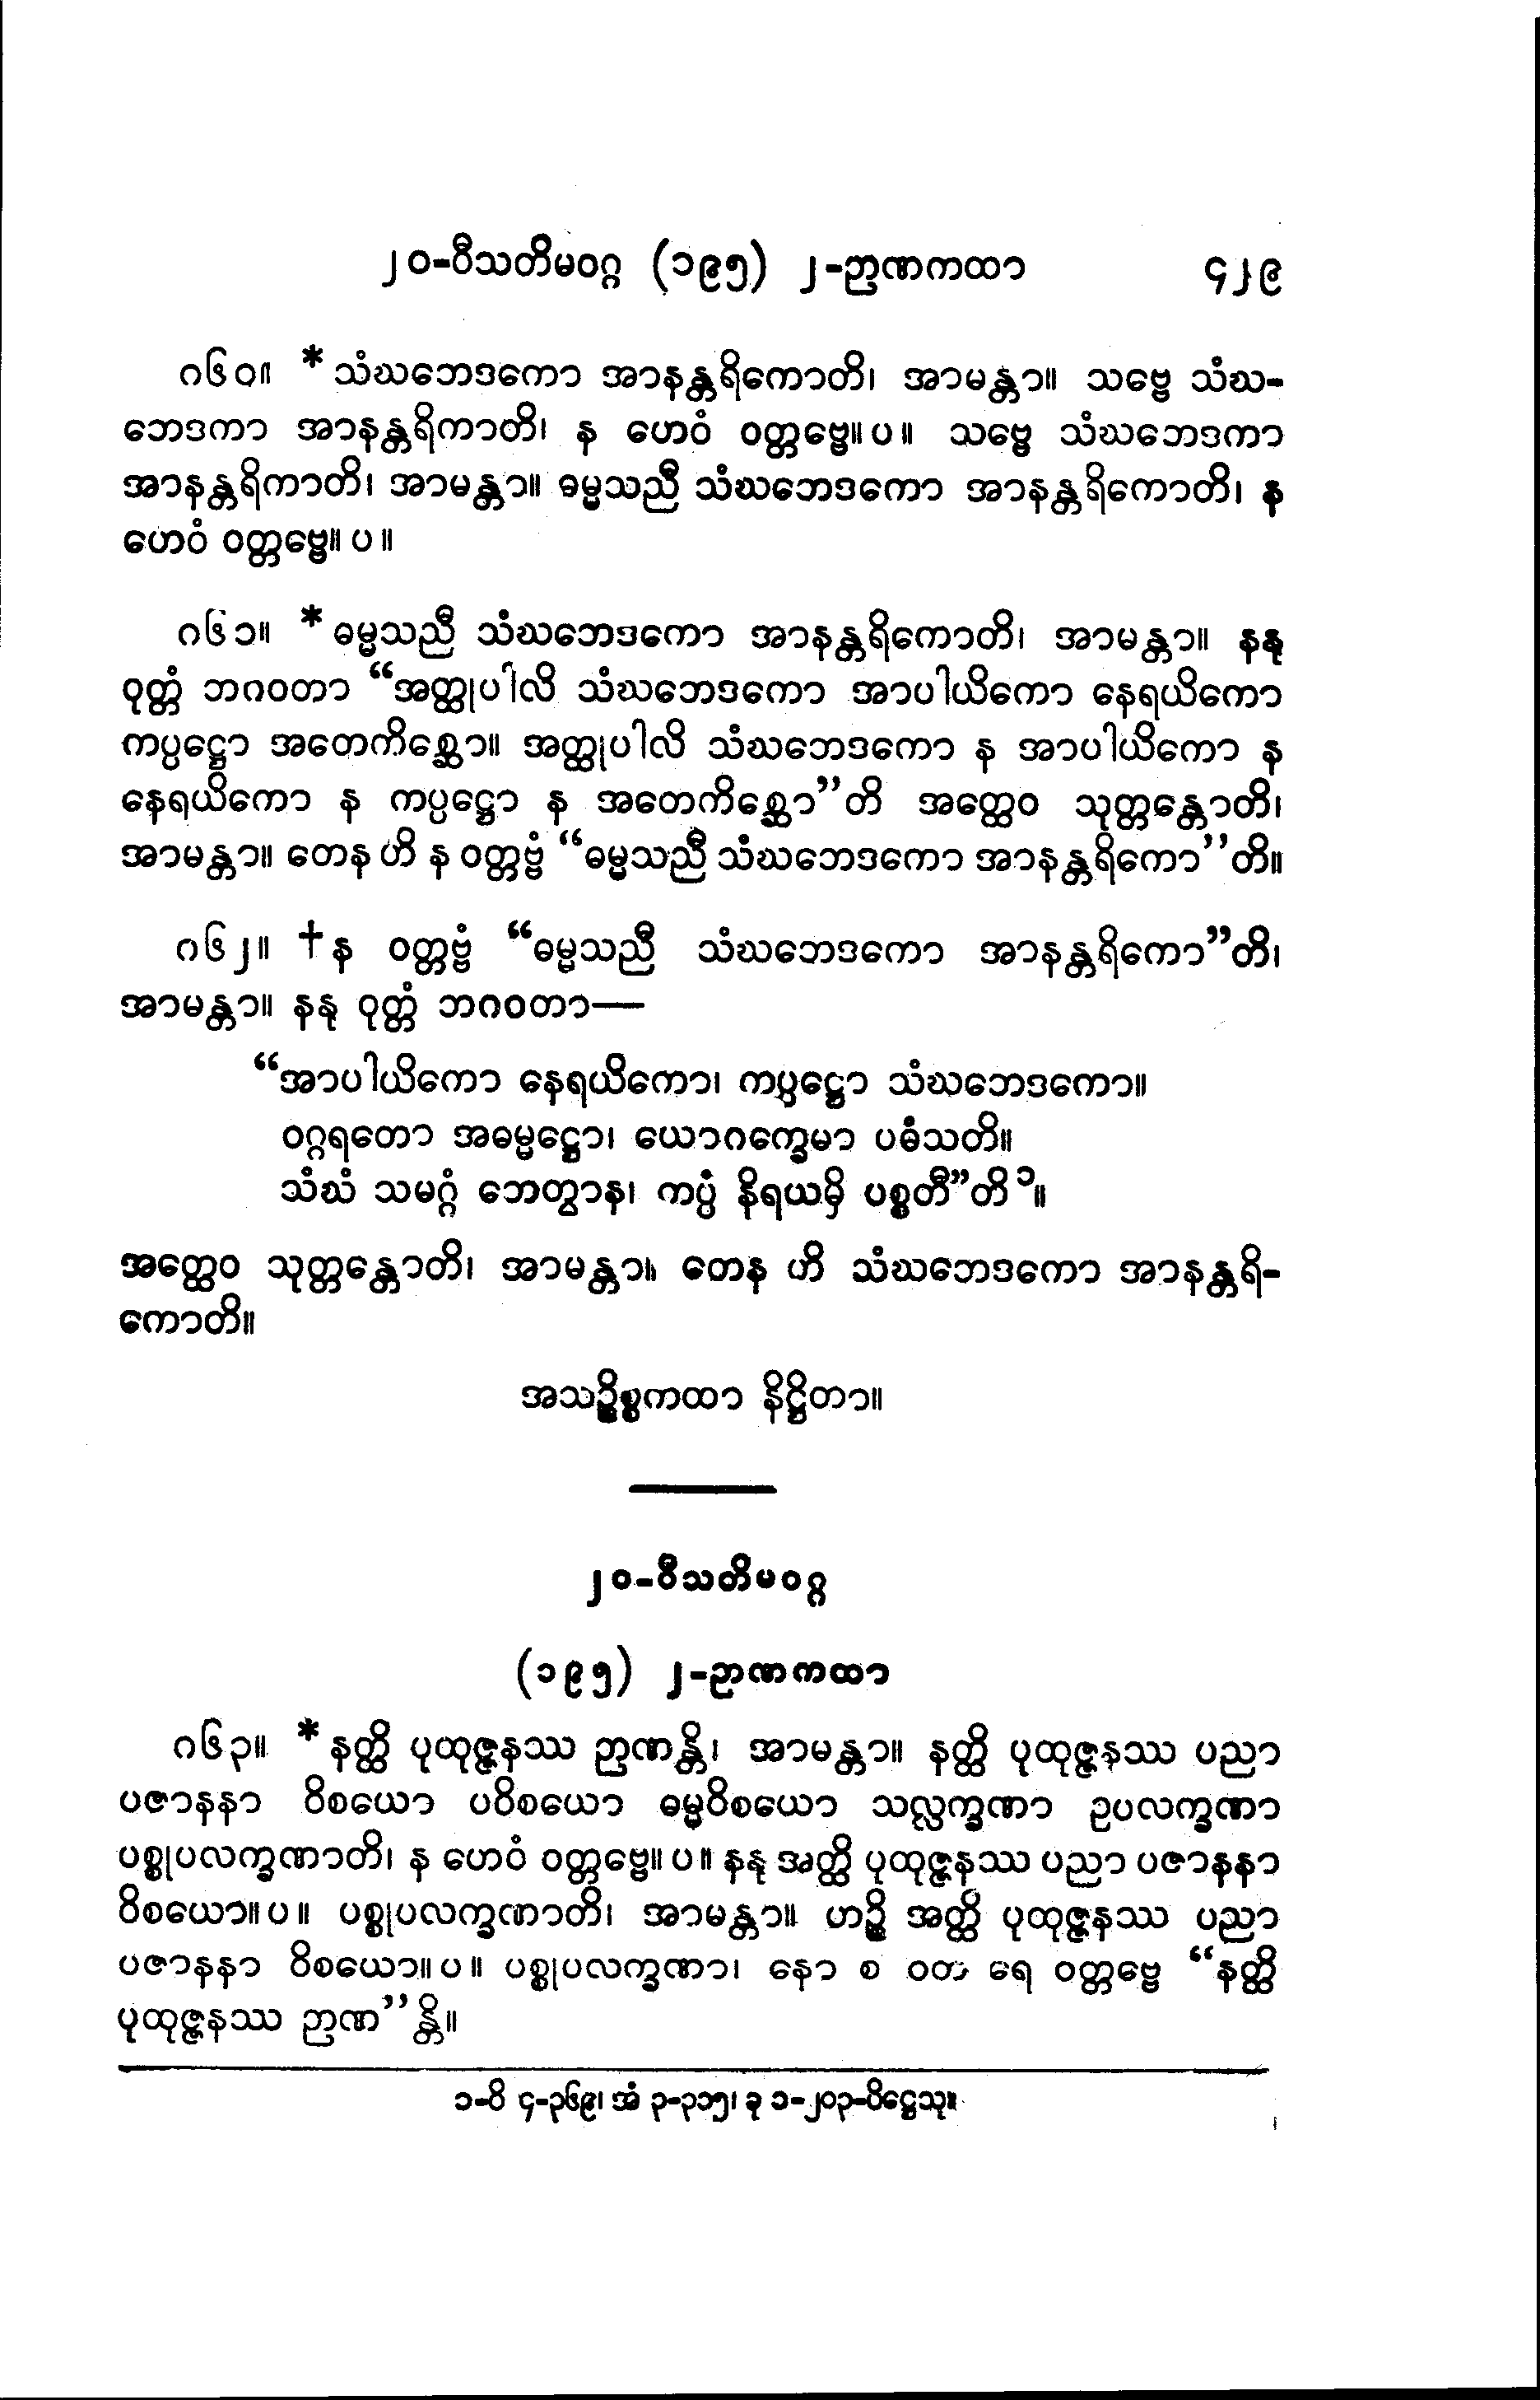 ၂၀-ဝီသတိမဝဂ္ဂ (၁၉၅) ၂-ဉာဏကထာ ၄၂၉
၈၆၀။ *သံဃဘေဒကော အာနန္တရိကောတိ၊ အာမန္တာ။ သဗ္ဗေ သံဃ-
ဘေဒကာ အာနန္တရိကာတိ၊ န ဟေဝံ ဝတ္တဗ္ဗေ။ပ။ သဗ္ဗေ သံဃဘေဒကာ
အာနန္တရိကာတိ၊ အာမန္တာ။ ဓမ္မသညီ သံဃဘေဒကော အာနန္တရိကောတိ၊ န
ဟေဝံ ဝတ္တဗ္ဗေ။ပ။
၈၆၁။ *ဓမ္မသညီ သံဃဘေဒကော အာနန္တရိကောတိ၊ အာမန္တာ။ နနု
ဝုတ္တံ ဘဂဝတာ “အတ္ထုပါလိ သံဃဘေဒကော အာပါယိကော နေရယိကော
ကပ္ပဋ္ဌော အတေကိစ္ဆော။ အတ္ထုပါလိ သံဃဘေဒကော န အာပါယိကော န
နေရယိကော န ကပ္ပဋ္ဌော န အတေကိစ္ဆော”တိ အတ္ထေဝ သုတ္တန္တောတိ၊
အာမန္တာ။ တေန ဟိ န ဝတ္တဗ္ဗံ “ဓမ္မသညီ သံဃဘေဒကော အာနန္တရိကော”တိ။
၈၆၂။ †န ဝတ္တဗ္ဗံ “ဓမ္မသညီ သံဃဘေဒကော အာနန္တရိကော”တိ၊
အာမန္တာ။ နနု ဝုတ္တံ ဘဂဝတာ—
“အာပါယိကော နေရယိကော၊ ကပ္ပဋ္ဌော သံဃဘေဒကော။
ဝဂ္ဂရတော အဓမ္မဋ္ဌော၊ ယောဂက္ခေမာ ပဓံသတိ။
သံဃံ သမဂ္ဂံ ဘေတွာန၊ ကပ္ပံ နိရယမှိ ပစ္စတီ”တိ၁။
အတ္ထေဝ သုတ္တန္တောတိ၊ အာမန္တာ။ တေန ဟိ သံဃဘေဒကော အာနန္တရိ-
ကောတိ။
အသဉ္စိစ္စကထာ နိဋ္ဌိတာ။
၂၀-ဝီသတိမဝဂ္ဂ
(၁၉၅) ၂-ဉာဏကထာ
၈၆၃။ *နတ္ထိ ပုထုဇ္ဇနဿ ဉာဏန္တိ၊ အာမန္တာ။ နတ္ထိ ပုထုဇ္ဇနဿ ပညာ
ပဇာနနာ ဝိစယော ပဝိစယော ဓမ္မဝိစယော သလ္လက္ခဏာ ဥပလက္ခဏာ
ပစ္စုပလက္ခဏာတိ၊ န ဟေဝံ ဝတ္တဗ္ဗေ။ပ။ နနု အတ္ထိ ပုထုဇ္ဇနဿ ပညာ ပဇာနနာ
ဝိစယော။ပ။ ပစ္စုပလက္ခဏာတိ၊ အာမန္တာ။ ဟဉ္စိ အတ္ထိ ပုထုဇ္ဇနဿ ပညာ
ပဇာနနာ ဝိစယော။ပ။ ပစ္စုပလက္ခဏာ၊ နော စ ဝတ ရေ ဝတ္တဗ္ဗေ “နတ္ထိ
ပုထုဇ္ဇနဿ ဉာဏ”န္တိ။
၁-ဝိ ၄-၃၆၉၊ အံ ၃-၃၁၅၊ ခု ၁-၂၀၃-ပိဋ္ဌေသု။